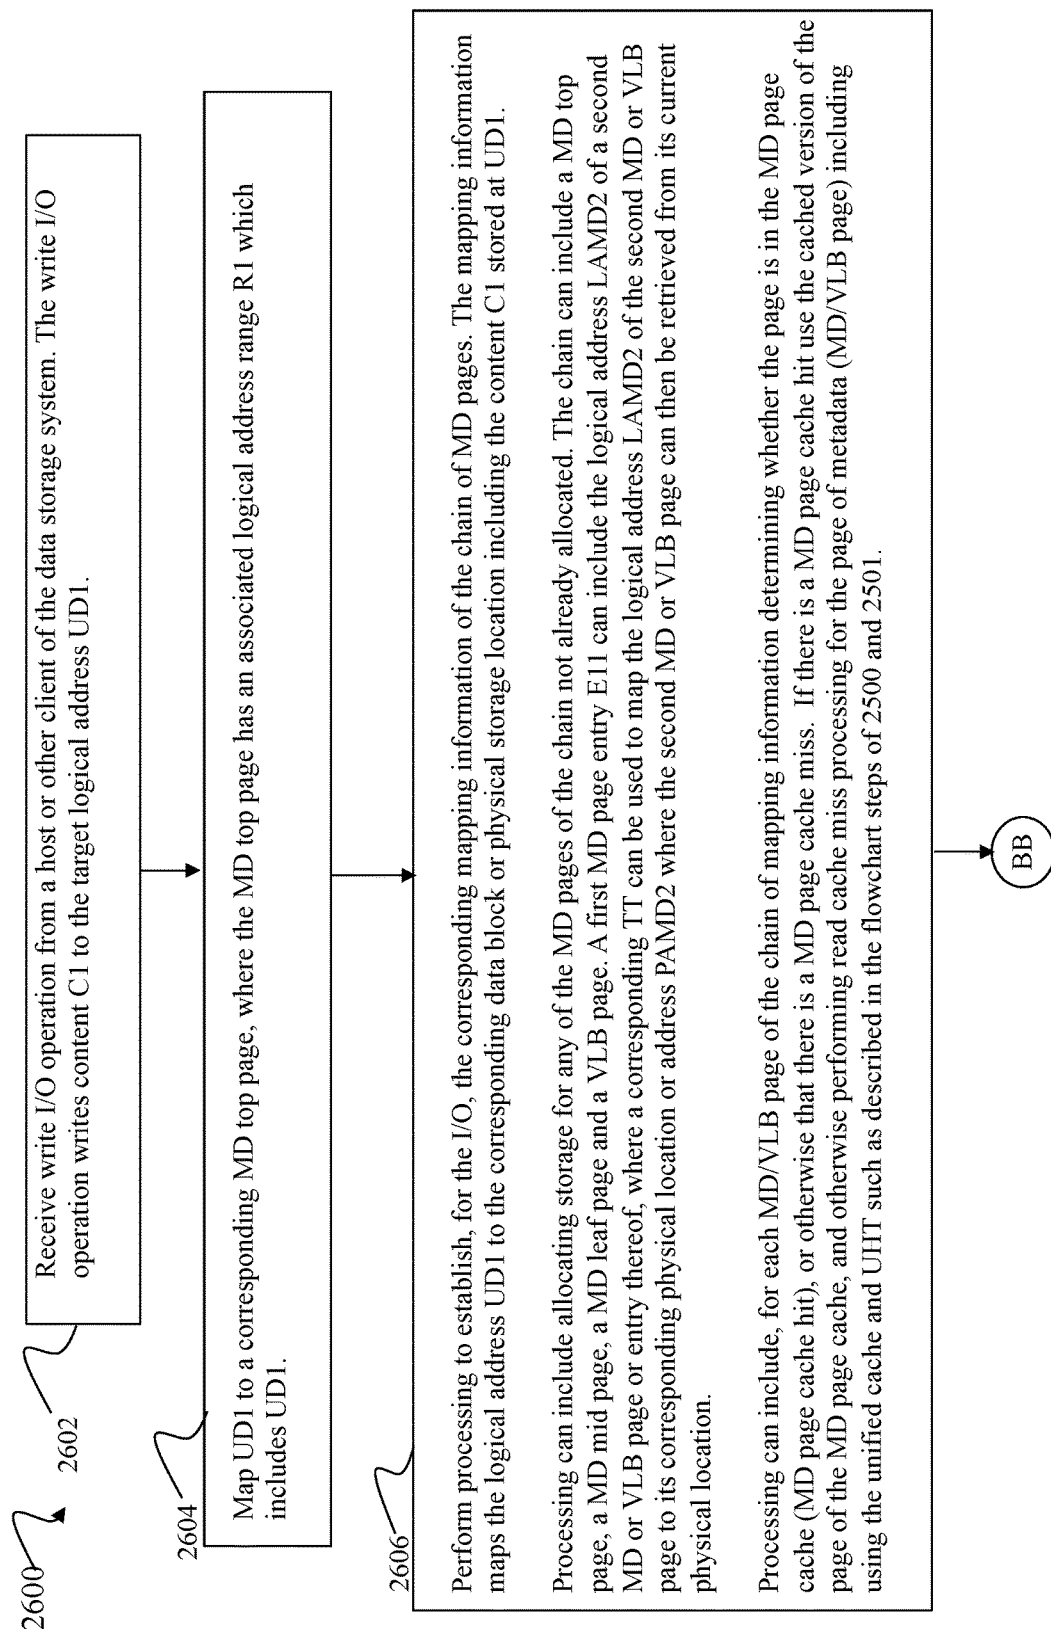 2600
2602
Receive write I/O operation from a host or other client of the data storage system. The write I/O
operation writes content C1 to the target logical address UD1.
2604
Map UD1 to a corresponding MD top page, where the MD top page has an associated logical address range R1 which
includes UD1.
2606
Perform processing to establish, for the I/O, the corresponding mapping information of the chain of MD pages. The mapping information
maps the logical address UD1 to the corresponding data block or physical storage location including the content C1 stored at UD1.
Processing can include allocating storage for any of the MD pages of the chain not already allocated. The chain can include a MD top
page, a MD mid page, a MD leaf page and a VLB page. A first MD page entry E11 can include the logical address LAMD2 of a second
MD or VLB page or entry thereof, where a corresponding TT can be used to map the logical address LAMD2 of the second MD or VLB
page to its corresponding physical location or address PAMD2 where the second MD or VLB page can then be retrieved from its current
physical location.
Processing can include, for each MD/VLB page of the chain of mapping information determining whether the page is in the MD page
cache (MD page cache hit), or otherwise that there is a MD page cache miss. If there is a MD page cache hit use the cached version of the
page of the MD page cache, and otherwise performing read cache miss processing for the page of metadata (MD/VLB page) including
using the unified cache and UHT such as described in the flowchart steps of 2500 and 2501.
BB